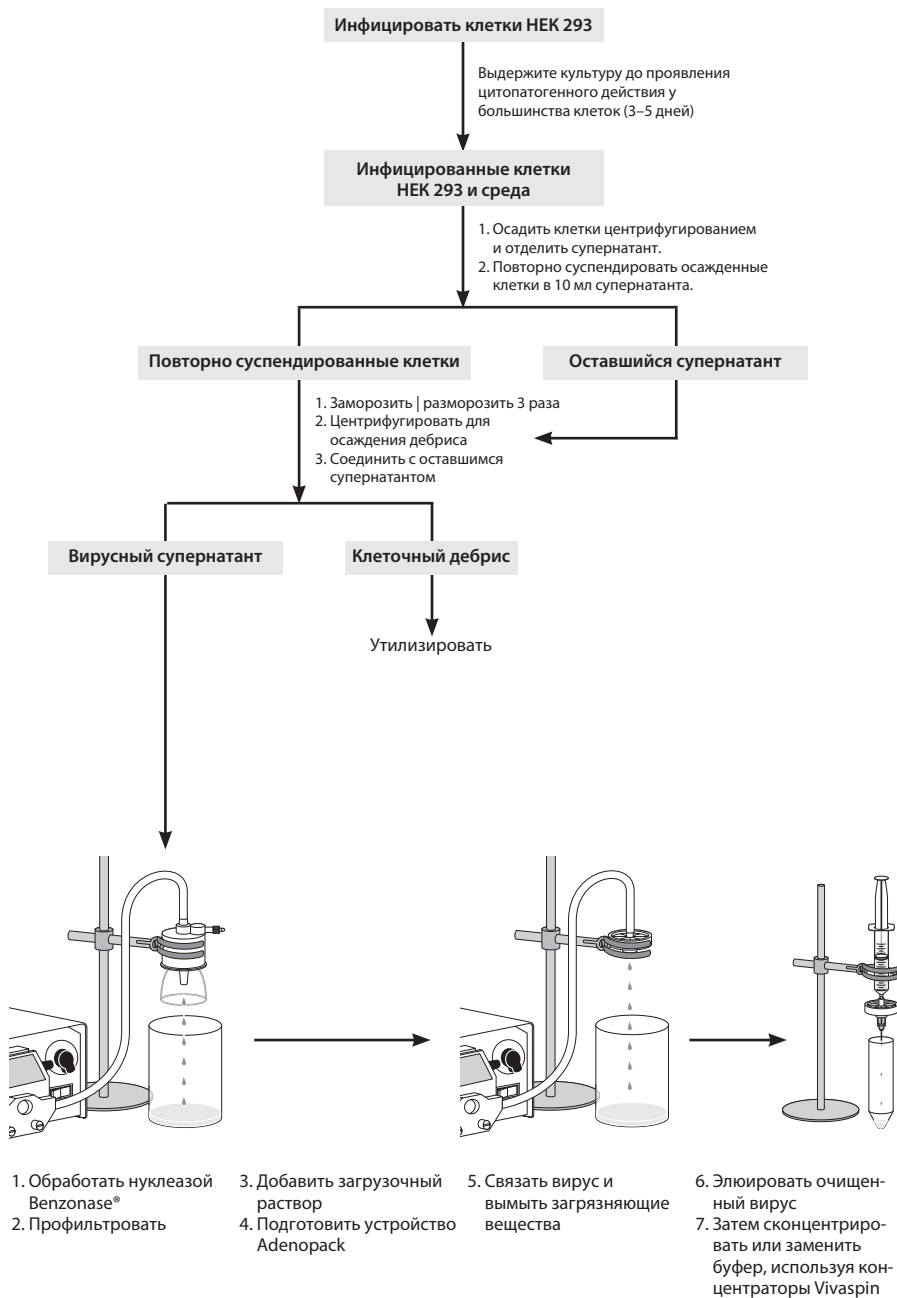 Инфицировать клетки HEK 293
Выдержите культуру до проявления
цитопатогенного действия у
большинства клеток (3–5 дней)
Инфицированные клетки
HEK 293 и среда
1. Осадить клетки центрифугированием
и отделить супернатант.
2. Повторно суспендировать осажденные
клетки в 10 мл супернатанта.
Повторно суспендированные клетки
Оставшийся супернатант
1. Заморозить | разморозить 3 раза
2. Центрифугировать для
осаждения дебриса
3. Соединить с оставшимся
супернатантом
Вирусный супернатант
Клеточный дебрис
Утилизировать
1. Обработать нуклеазой
Benzonase®
2. Профильтровать
3. Добавить загрузочный
раствор
4. Подготовить устройство
Adenopack
5. Связать вирус и
вымыть загрязняющие
вещества
6. Элюировать очищен-
ный вирус
7. Затем сконцентриро-
вать или заменить
буфер, используя кон-
центраторы Vivaspin